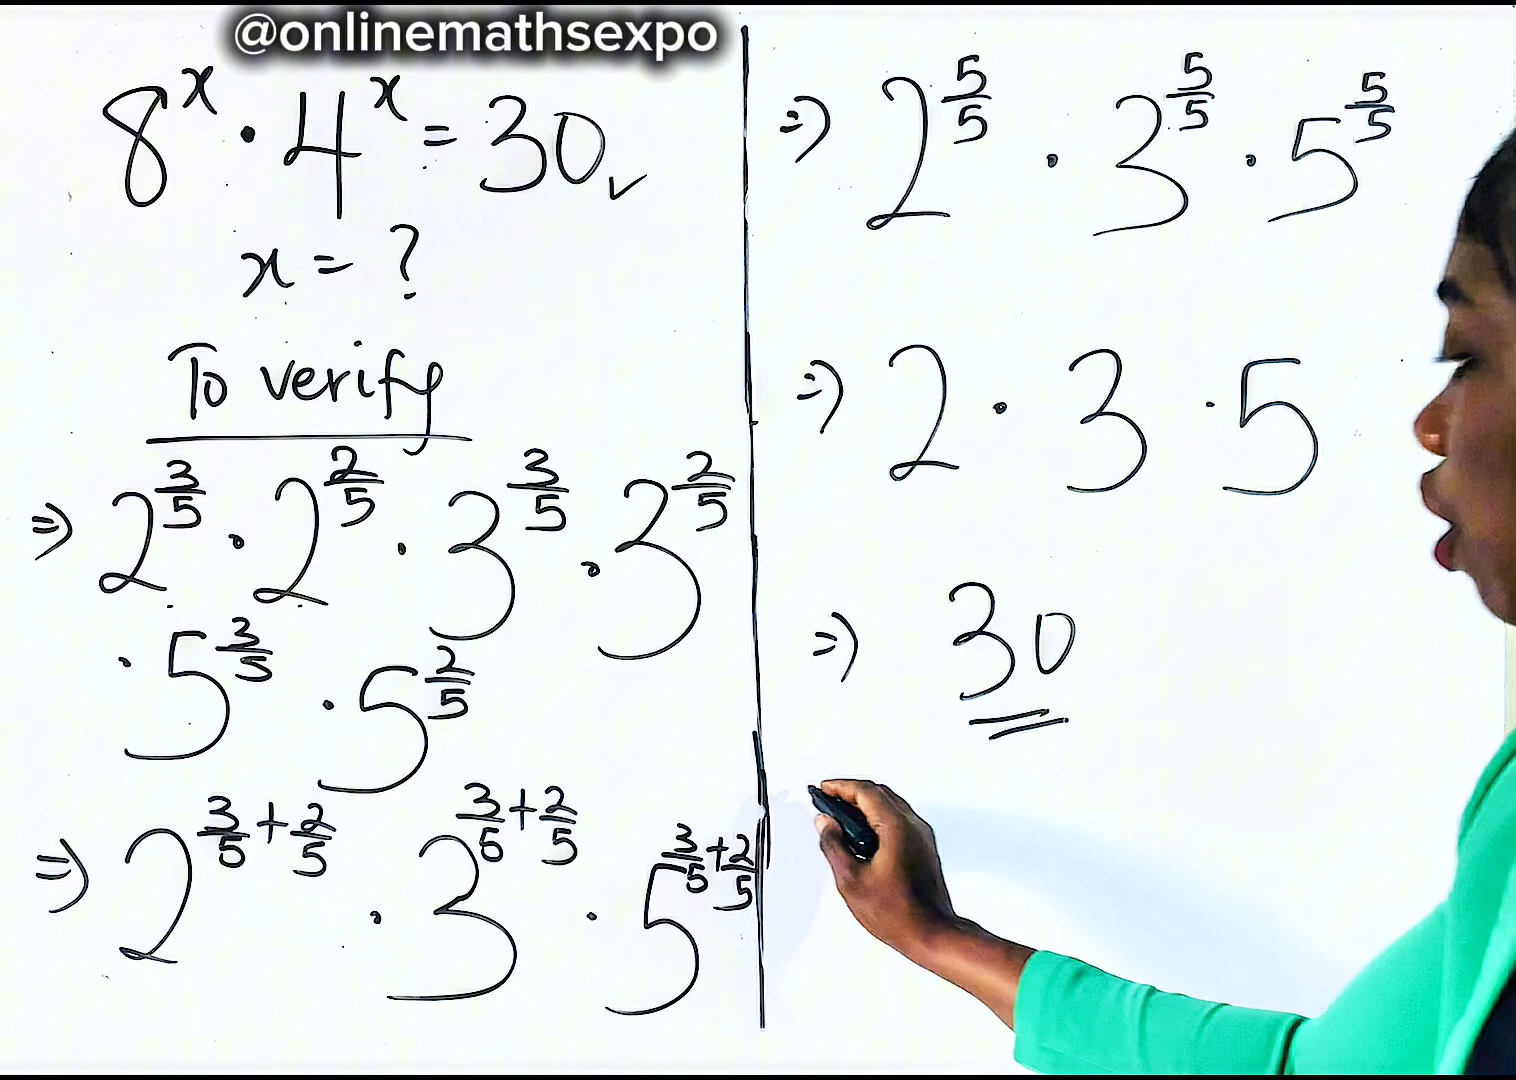 @onlinemathsexpo
8^x · 4^x = 30
x = ?
To verify
⇒ 2^(3/5) · 2^(2/5) · 3^(3/5) · 3^(2/5)
· 5^(3/5) · 5^(2/5)
⇒ 2^(3/5 + 2/5) · 3^(3/5 + 2/5) · 5^(3/5 + 2/5)
⇒ 2^(5/5) · 3^(5/5) · 5^(5/5)
⇒ 2 · 3 · 5
⇒ 30